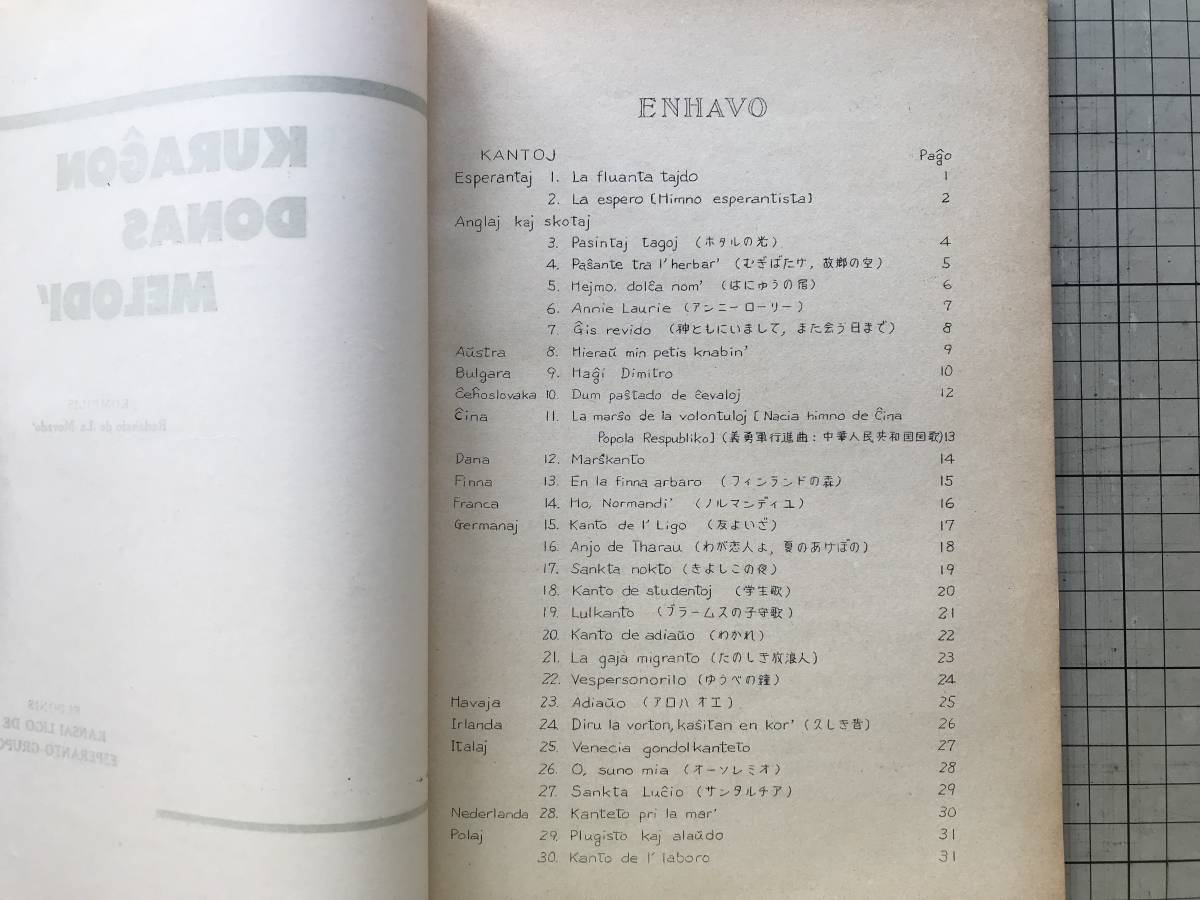 KURAĜON
DONAS
MELODI'
KOMPILIS
Redakcio de La Movado
ELDONIS
KANSAI LIGO DE
ESPERANTO GRUPO
ENHAVO
KANTOJ Paĝo
Esperantaj 1. La fluanta tajdo 1
2. La espero [Himno esperantista] 2
Anglaj kaj skotaj
3. Pasintaj tagoj (ホタルの光) 4
4. Paŝante tra l'herbar' (むぎばたけ, 故郷の空) 5
5. Hejmo, dolĉa nom' (はにゅうの宿) 6
6. Annie Laurie (アンニーローリー) 7
7. Ĝis revido (神ともにいまして, また会う日まで) 8
Aŭstra 8. Hieraŭ min petis knabin' 9
Bulgara 9. Haĝi Dimitro 10
Ĉeĥoslovaka 10. Dum paŝtado de ĉevaloj 12
Ĉina 11. La marŝo de la volontuloj [Nacia himno de Ĉina
Popola Respubliko] (義勇軍行進曲: 中華人民共和国国歌) 13
Dana 12. Marŝkanto 14
Finna 13. En la finna arbaro (フィンランドの森) 15
Franca 14. Ho, Normandi' (ノルマンディユ) 16
Germanaj 15. Kanto de l' Ligo (友よいざ) 17
16. Anjo de Tharau (わが恋人よ, 夏のあけぼの) 18
17. Sankta nokto (きよしこの夜) 19
18. Kanto de studentoj (学生歌) 20
19. Lulkanto (ブラームスの子守歌) 21
20. Kanto de adiaŭo (わかれ) 22
21. La gaja migranto (たのしき放浪人) 23
22. Vespersonorilo (ゆうべの鐘) 24
Havaja 23. Adiaŭo (アロハ オエ) 25
Irlanda 24. Diru la vorton, kaŝitan en kor' (久しき昔) 26
Italaj 25. Venecia gondolkanteto 27
26. O, suno mia (オーソレミオ) 28
27. Sankta Luĉio (サンタルチア) 29
Nederlanda 28. Kanteto pri la mar' 30
Polaj 29. Plugisto kaj alaŭdo 31
30. Kanto de l' laboro 31